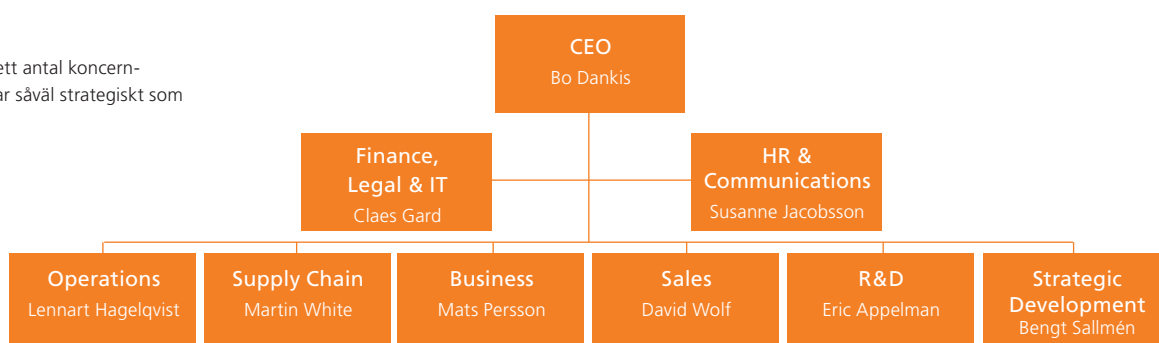 ett antal koncern-
ar såväl strategiskt som
CEO
Bo Dankis
Finance,
Legal & IT
Claes Gard
HR &
Communications
Susanne Jacobsson
Operations
Lennart Hagelqvist
Supply Chain
Martin White
Business
Mats Persson
Sales
David Wolf
R&D
Eric Appelman
Strategic
Development
Bengt Sallmén